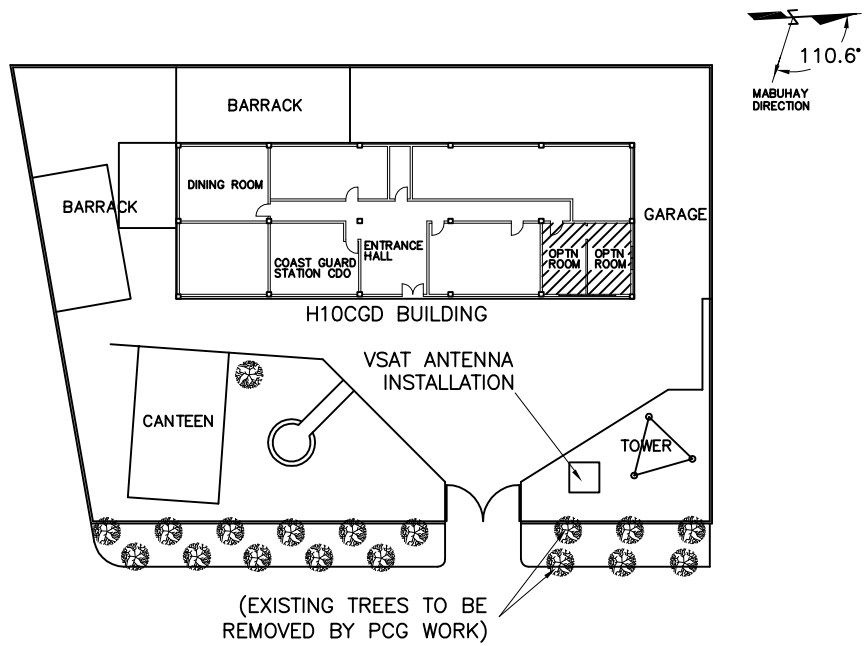 110.6°
MABUHAY
DIRECTION
BARRACK
DINING ROOM
BARRACK
GARAGE
ENTRANCE
HALL
OPTN
ROOM
OPTN
ROOM
COAST GUARD
STATION CDO
H10CGD BUILDING
VSAT ANTENNA
INSTALLATION
CANTEEN
TOWER
(EXISTING TREES TO BE
REMOVED BY PCG WORK)